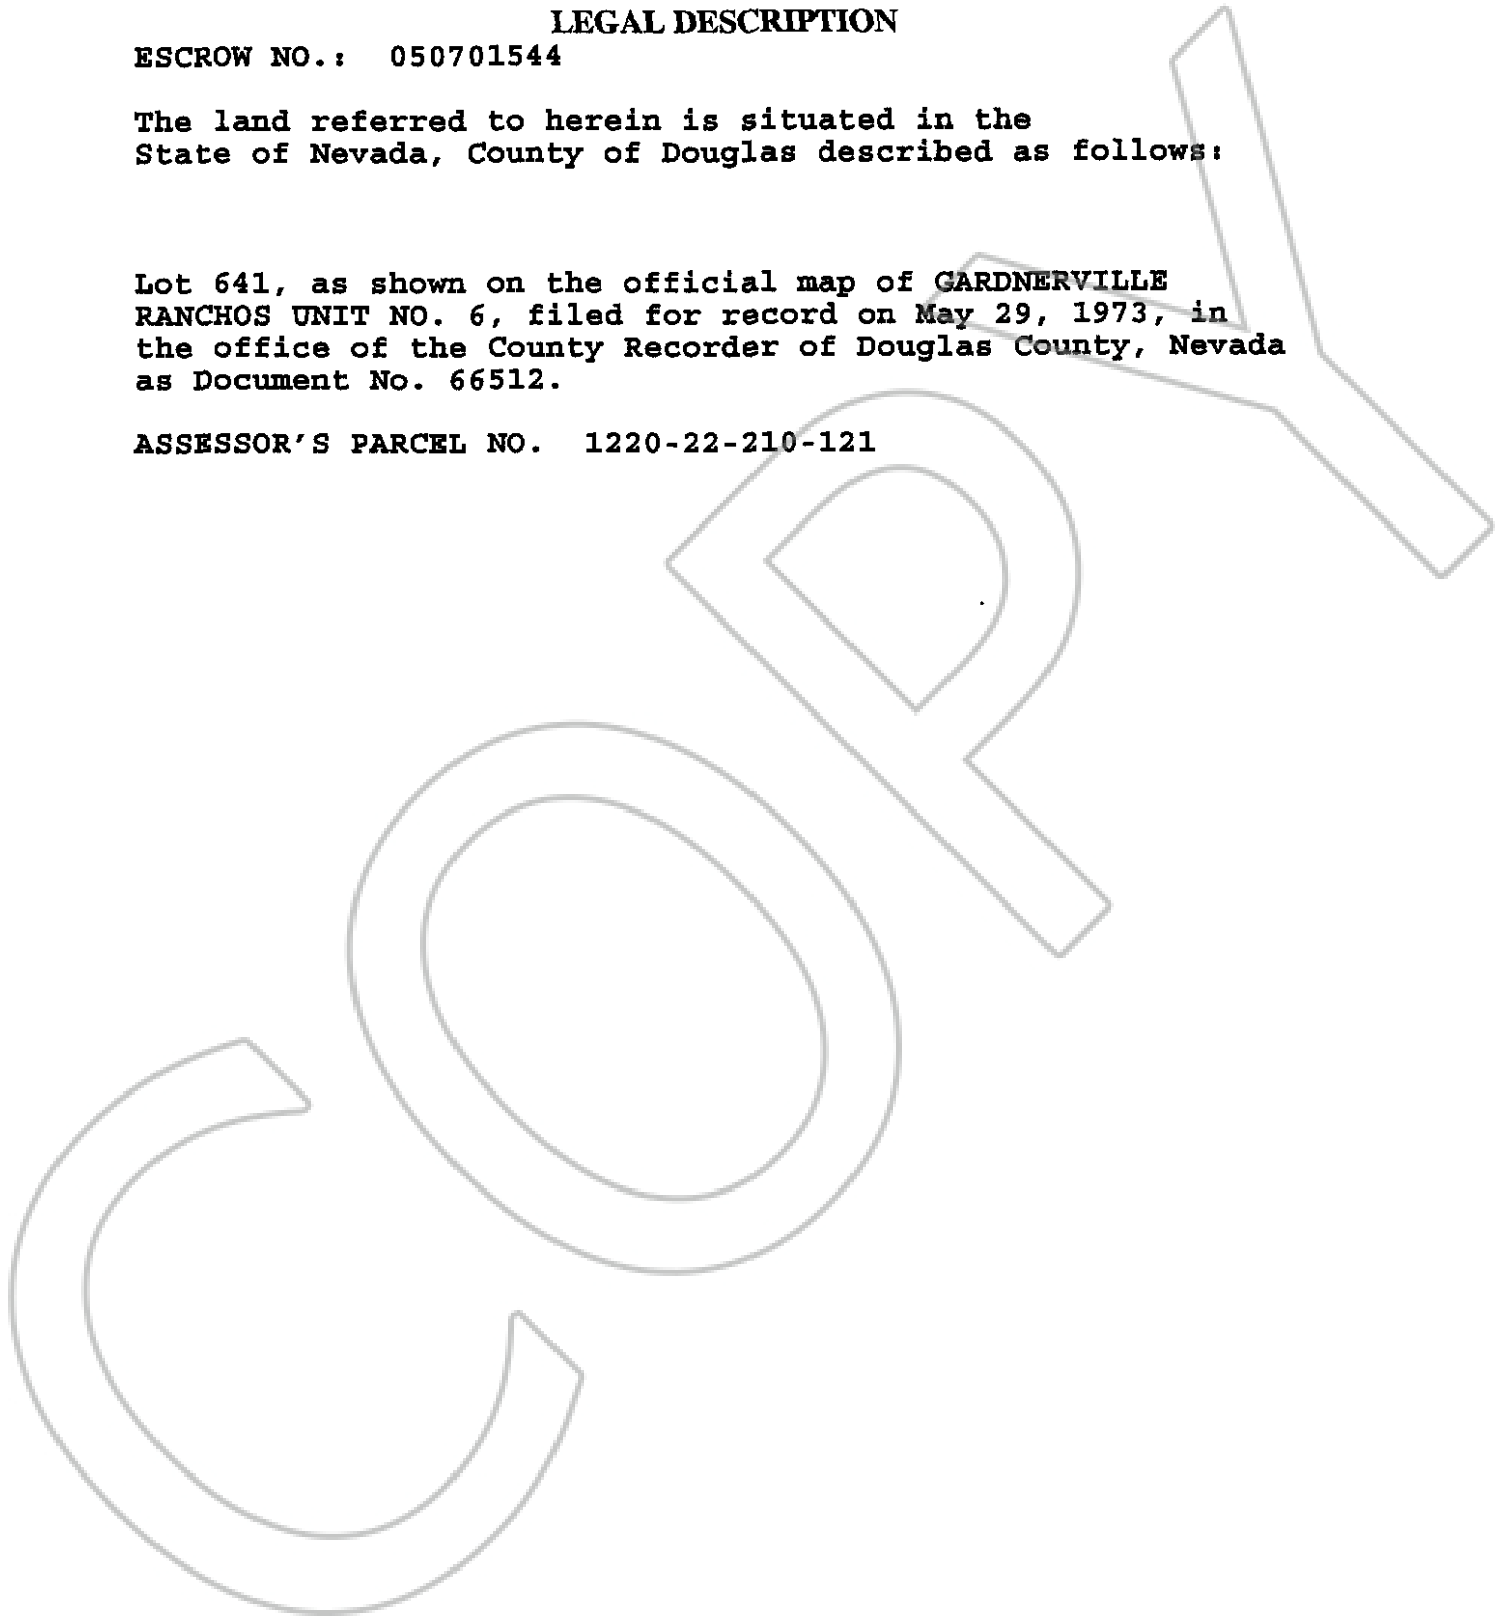 LEGAL DESCRIPTION
ESCROW NO.: 050701544
The land referred to herein is situated in the
State of Nevada, County of Douglas described as follows:
Lot 641, as shown on the official map of GARDNERVILLE
RANCHOS UNIT NO. 6, filed for record on May 29, 1973, in
the office of the County Recorder of Douglas County, Nevada
as Document No. 66512.
ASSESSOR'S PARCEL NO. 1220-22-210-121
COPY